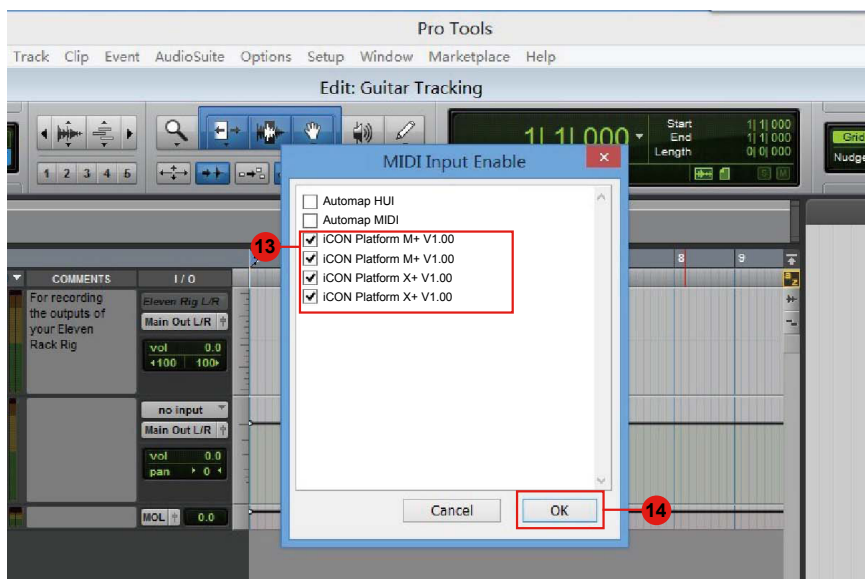 Pro Tools
Track Clip Event AudioSuite Options Setup Window Marketplace Help
Edit: Guitar Tracking
1| 1| 000
Start 1| 1| 000
End 1| 1| 000
Length 0| 0| 000
Grid
Nudge
1 2 3 4 5
S M
MIDI Input Enable
Automap HUI
Automap MIDI
13
iCON Platform M+ V1.00
iCON Platform M+ V1.00
iCON Platform X+ V1.00
iCON Platform X+ V1.00
8 9
a z
COMMENTS I / O
For recording
the outputs of
your Eleven
Rack Rig
Eleven Rig L/R
Main Out L/R
vol 0.0
100 100
no input
Main Out L/R
vol 0.0
pan 0
MOL 0.0
Cancel OK
14